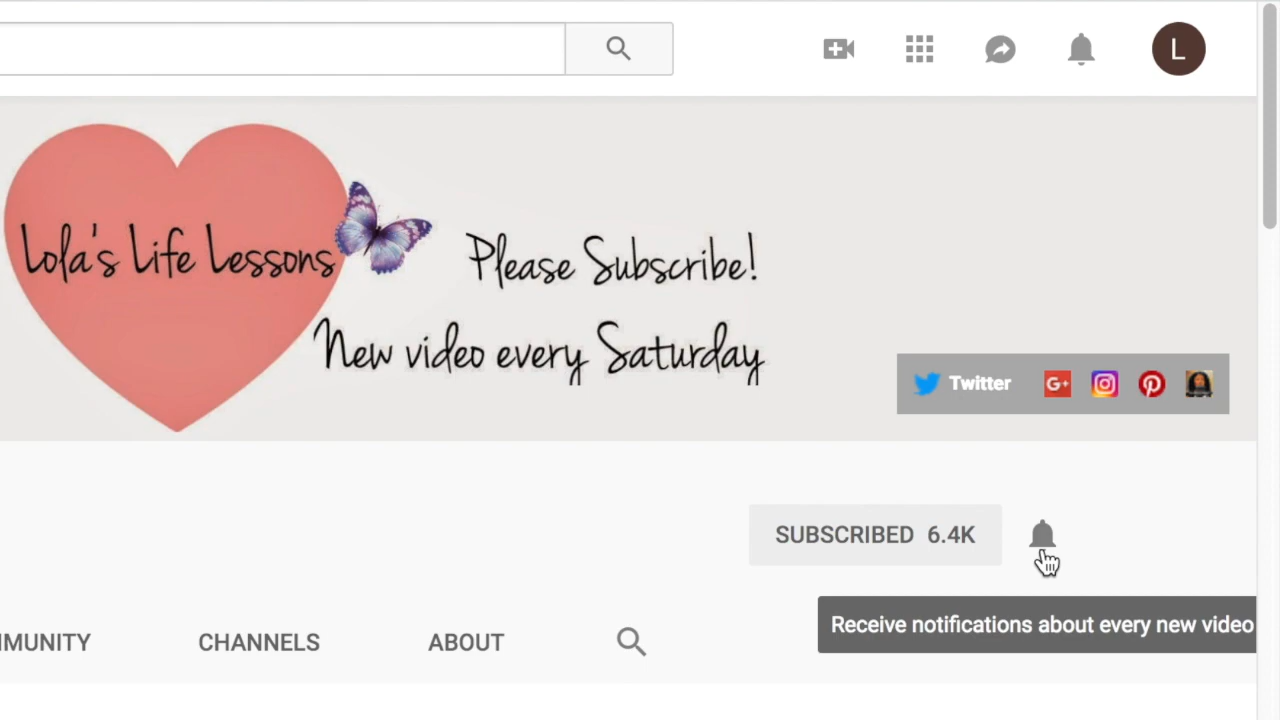 L
Lola's Life Lessons
Please Subscribe!
New video every Saturday
Twitter
G+
SUBSCRIBED 6.4K
MUNITY
CHANNELS
ABOUT
Receive notifications about every new video